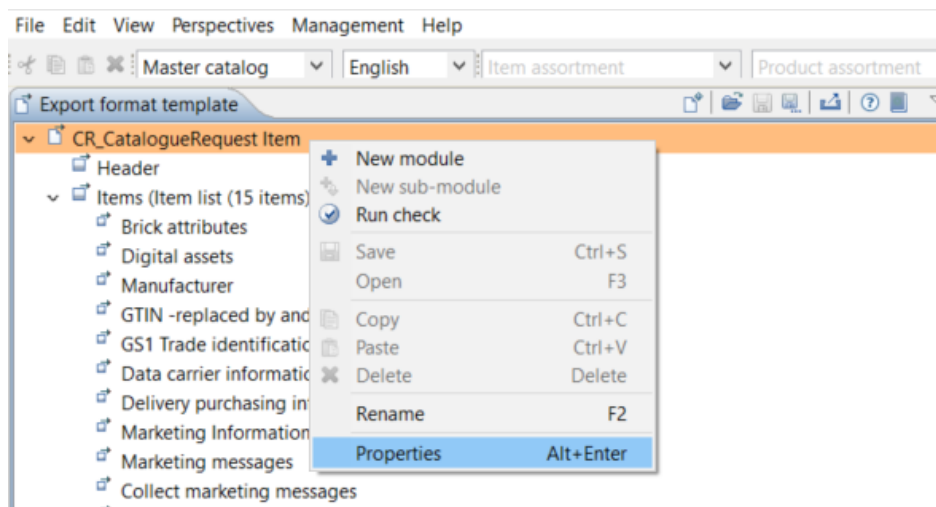 File Edit View Perspectives Management Help
Master catalog English Item assortment Product assortment
Export format template
CR_CatalogueRequest Item
Header
Items (Item list (15 items)
Brick attributes
Digital assets
Manufacturer
GTIN -replaced by and
GS1 Trade identificatio
Data carrier informatio
Delivery purchasing in
Marketing Information
Marketing messages
Collect marketing messages
New module
New sub-module
Run check
Save Ctrl+S
Open F3
Copy Ctrl+C
Paste Ctrl+V
Delete Delete
Rename F2
Properties Alt+Enter